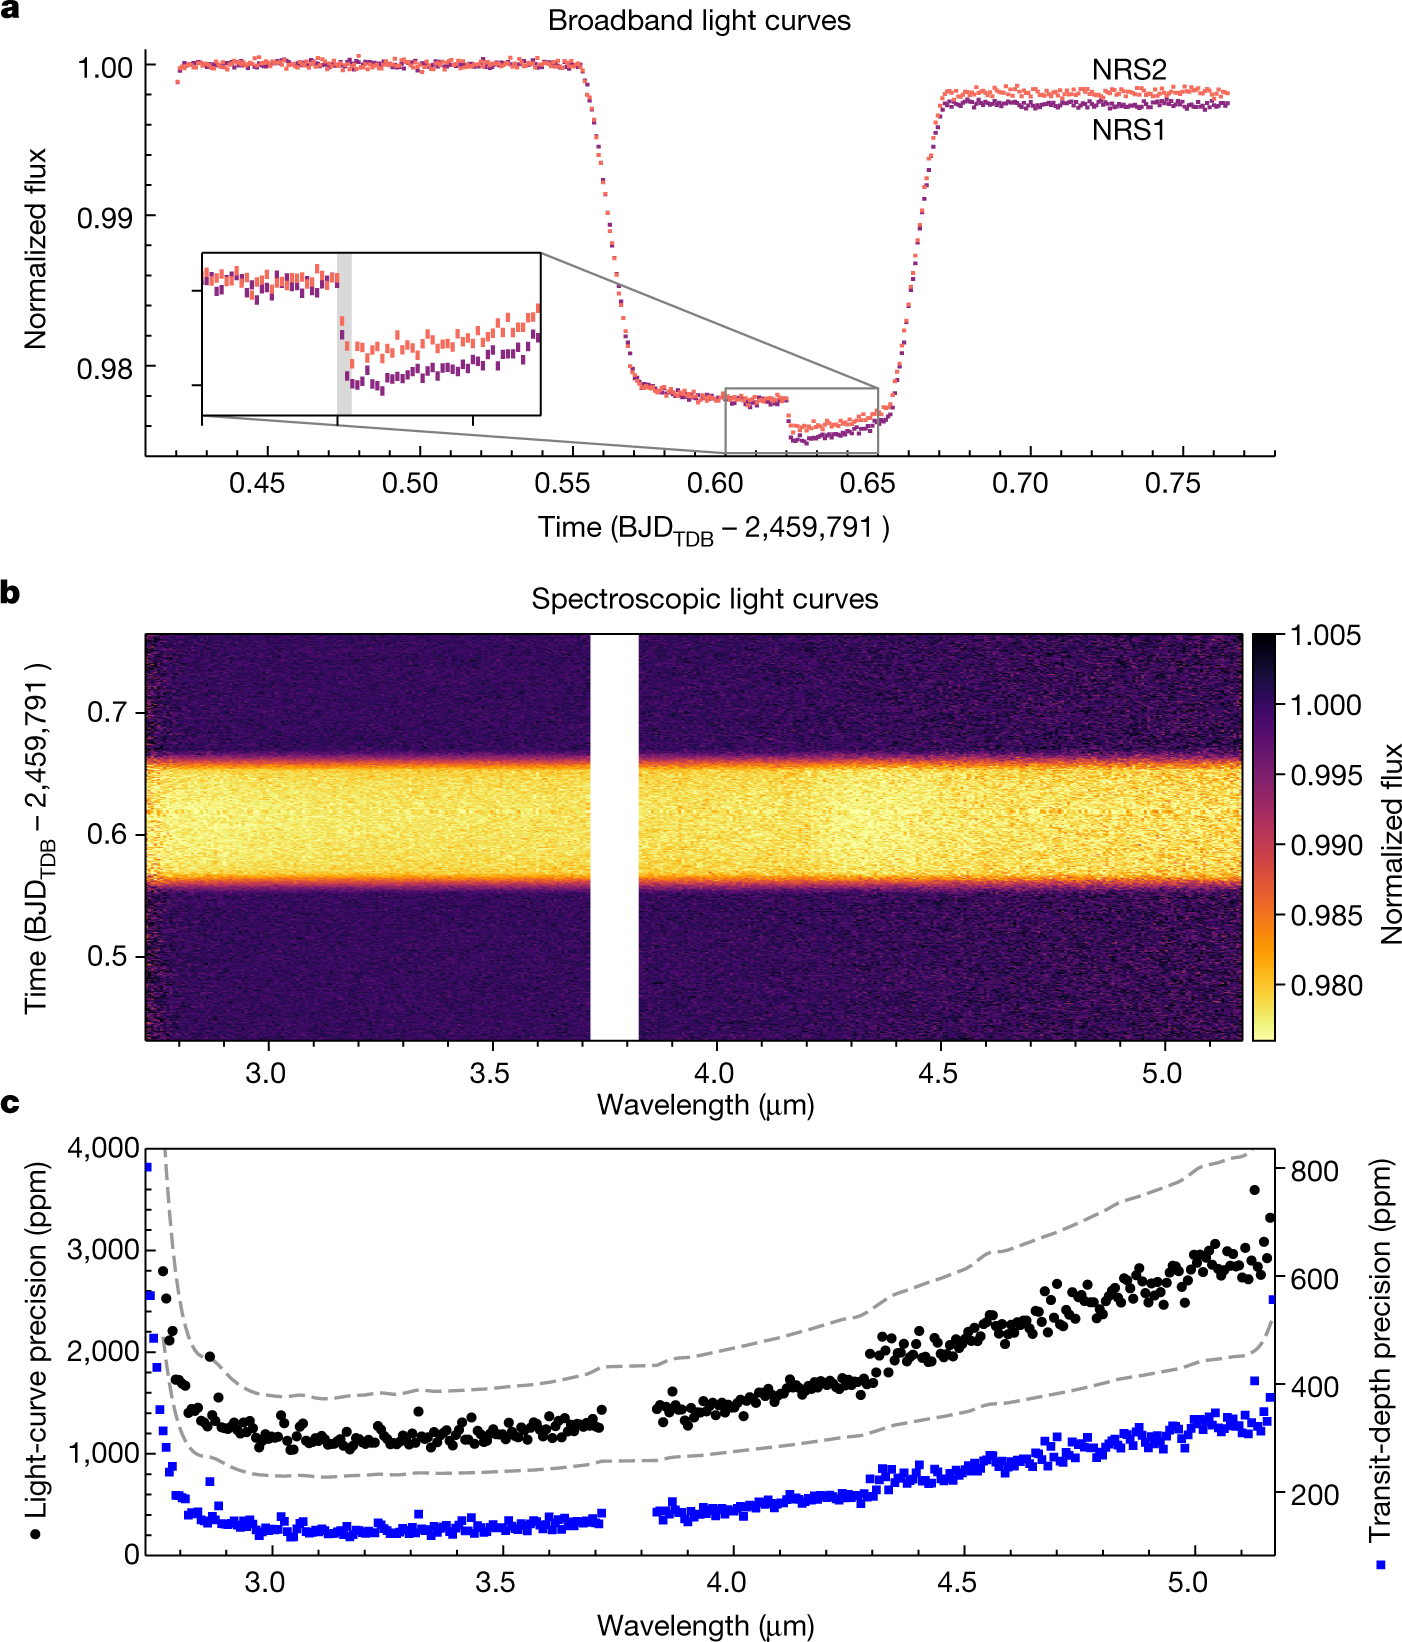 a
Broadband light curves
1.00
0.99
0.98
Normalized flux
NRS2
NRS1
0.45 0.50 0.55 0.60 0.65 0.70 0.75
Time (BJD_TDB – 2,459,791 )
b
Spectroscopic light curves
0.7
0.6
0.5
Time (BJD_TDB – 2,459,791 )
1.005
1.000
0.995
0.990
0.985
0.980
Normalized flux
3.0 3.5 4.0 4.5 5.0
Wavelength (μm)
c
4,000
3,000
2,000
1,000
0
● Light-curve precision (ppm)
800
600
400
200
■ Transit-depth precision (ppm)
3.0 3.5 4.0 4.5 5.0
Wavelength (μm)